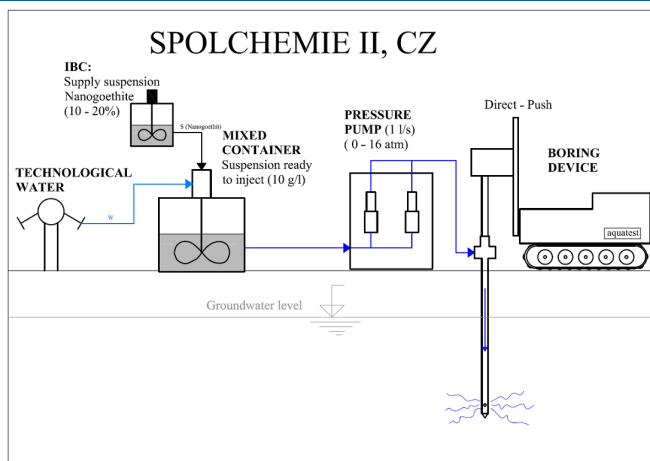 SPOLCHEMIE II, CZ
IBC:
Supply suspension
Nanogoethite
(10 - 20%)
S (Nanogoethit)
MIXED
CONTAINER
Suspension ready
to inject (10 g/l)
TECHNOLOGICAL
WATER
W
PRESSURE
PUMP (1 l/s)
( 0 - 16 atm)
Direct - Push
BORING
DEVICE
aquatest
Groundwater level